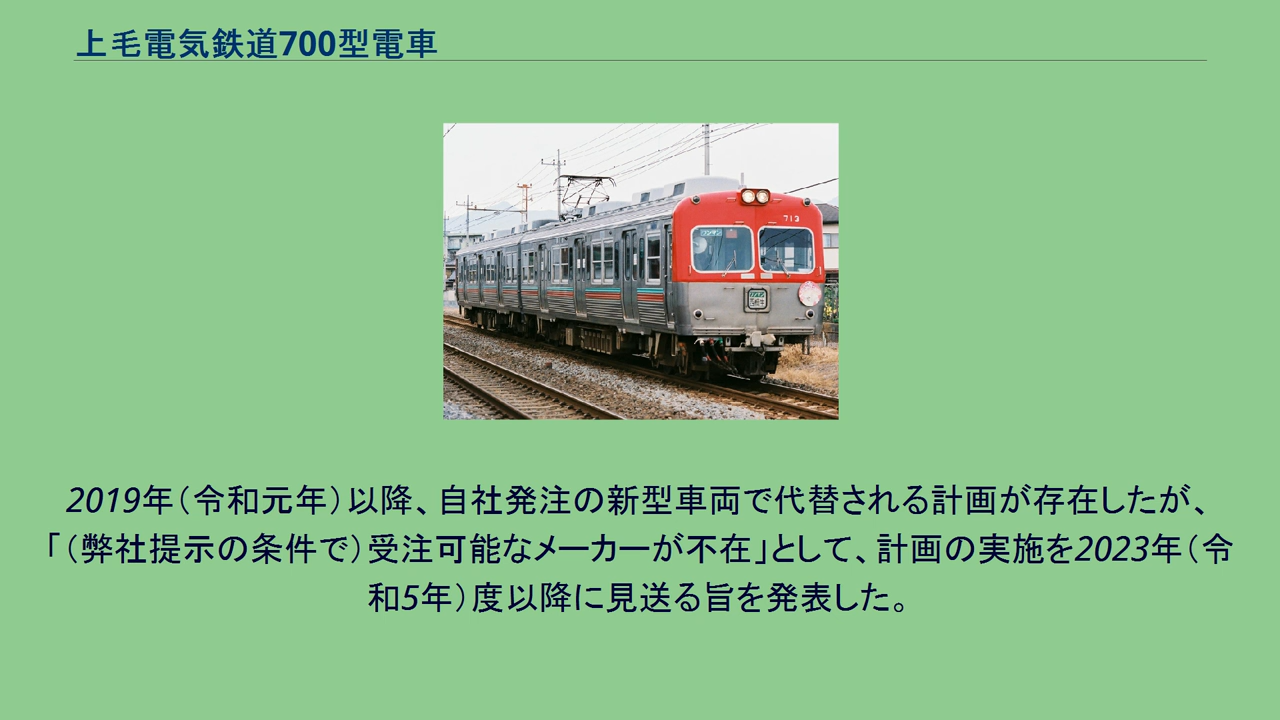 上毛電気鉄道700型電車
713
ワンマン
2019年（令和元年）以降、自社発注の新型車両で代替される計画が存在したが、
「（弊社提示の条件で）受注可能なメーカーが不在」として、計画の実施を2023年（令
和5年）度以降に見送る旨を発表した。